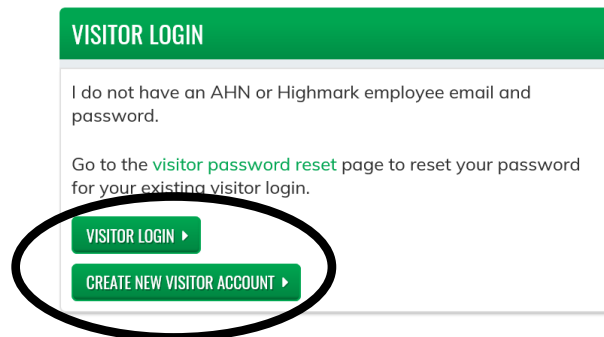 VISITOR LOGIN
I do not have an AHN or Highmark employee email and
password.
Go to the visitor password reset page to reset your password
for your existing visitor login.
VISITOR LOGIN
CREATE NEW VISITOR ACCOUNT